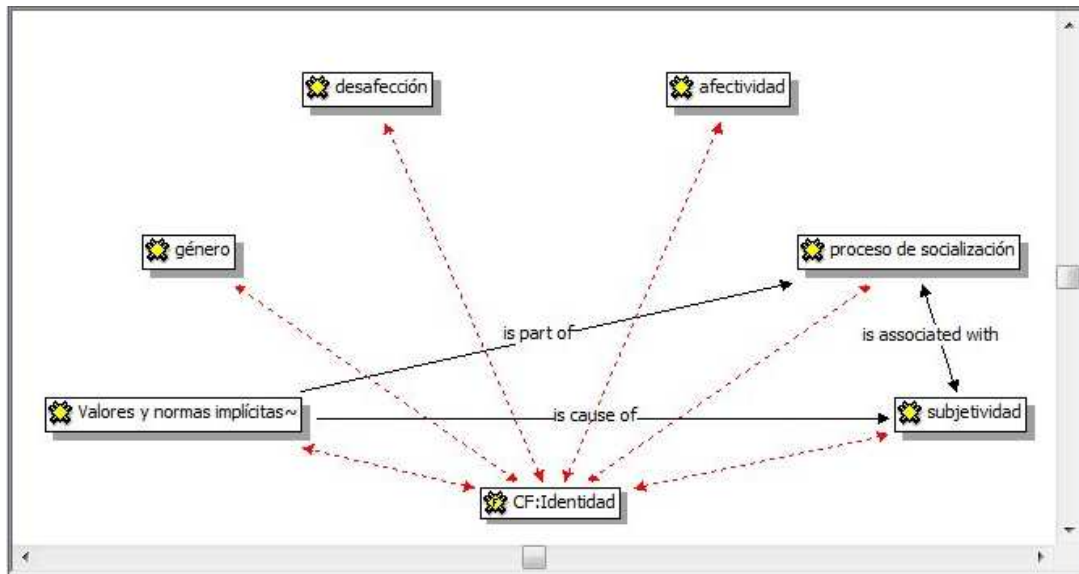 desafección
afectividad
género
proceso de socialización
is part of
is associated with
Valores y normas implícitas~
is cause of
subjetividad
CF:Identidad